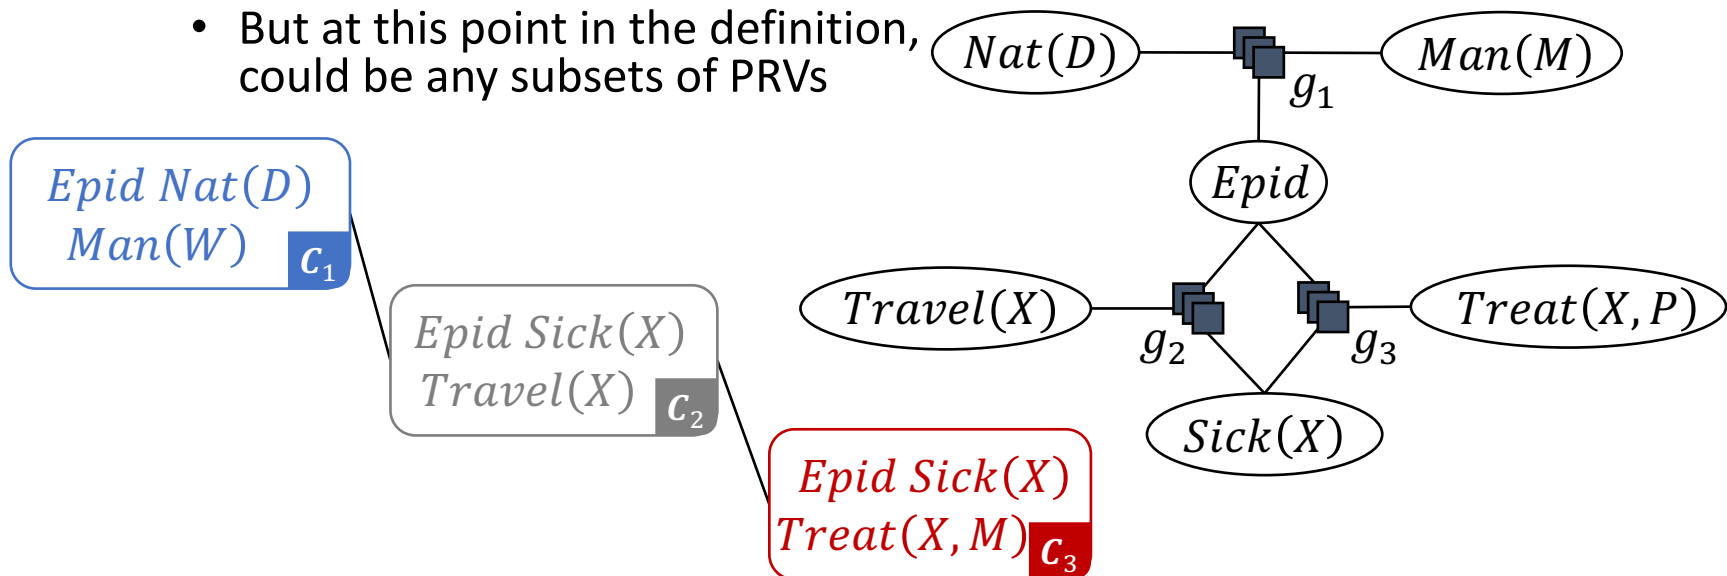 • But at this point in the definition,
could be any subsets of PRVs
Nat(D)
Man(M)
g₁
Epid
Epid Nat(D)
Man(W)
C₁
Travel(X)
Treat(X, P)
g₂
g₃
Epid Sick(X)
Travel(X)
C₂
Sick(X)
Epid Sick(X)
Treat(X, M)
C₃